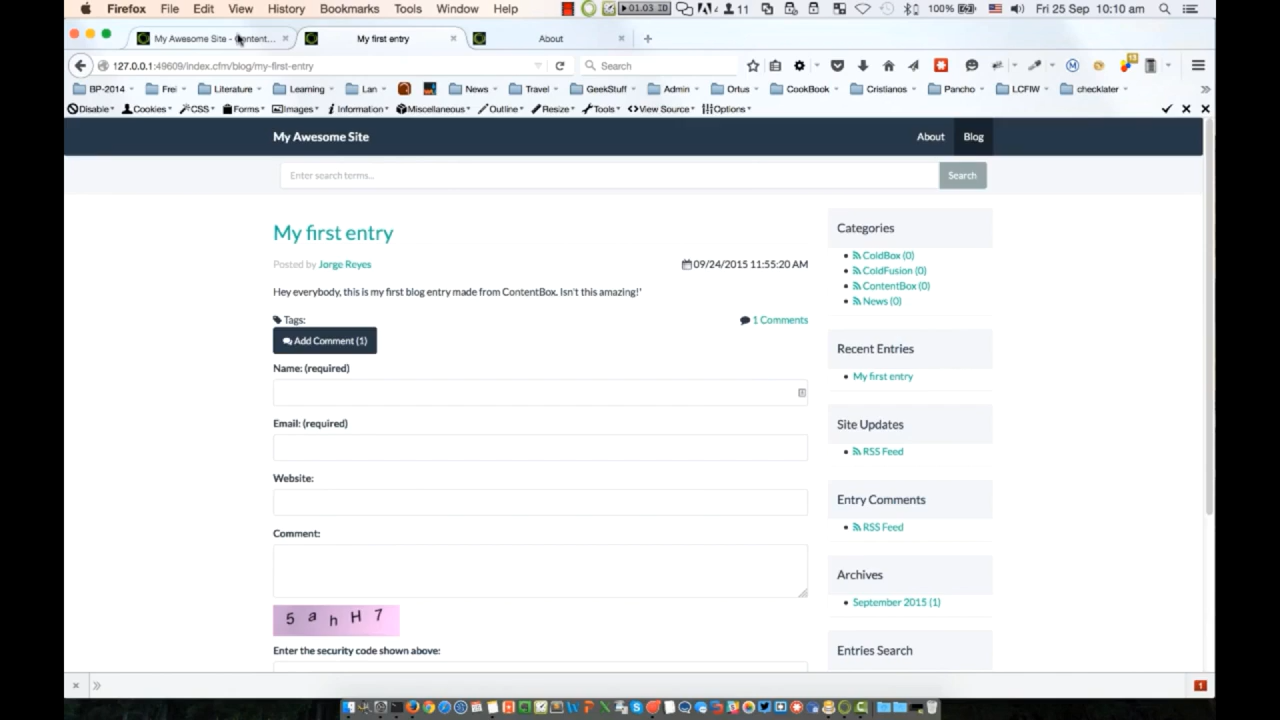 Firefox File Edit View History Bookmarks Tools Window Help 01.03 ID 11 100% Fri 25 Sep 10:10 am
My Awesome Site - Content... My first entry About
127.0.0.1:49609/index.cfm/blog/my-first-entry Search
BP-2014 Frei Literature Learning Lan News Travel GeekStuff Admin Ortus CookBook Cristianos Pancho LCFIW checklater
Disable Cookies CSS Forms Images Information Miscellaneous Outline Resize Tools View Source Options
My Awesome Site About Blog
Enter search terms... Search
My first entry
Posted by Jorge Reyes 09/24/2015 11:55:20 AM
Hey everybody, this is my first blog entry made from ContentBox. Isn't this amazing!'
Tags: 1 Comments
Add Comment (1)
Name: (required)
Email: (required)
Website:
Comment:
5 a h H 7
Enter the security code shown above:
Categories
ColdBox (0)
ColdFusion (0)
ContentBox (0)
News (0)
Recent Entries
My first entry
Site Updates
RSS Feed
Entry Comments
RSS Feed
Archives
September 2015 (1)
Entries Search
1